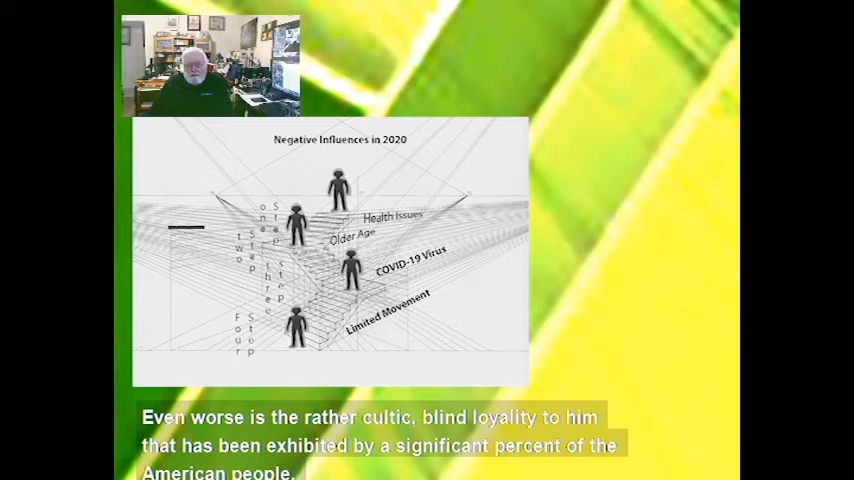 Negative Influences in 2020
Step one
Health Issues
Step two
Older Age
step three
COVID-19 Virus
Step Four
Limited Movement
Even worse is the rather cultic, blind loyality to him
that has been exhibited by a significant percent of the
American people.